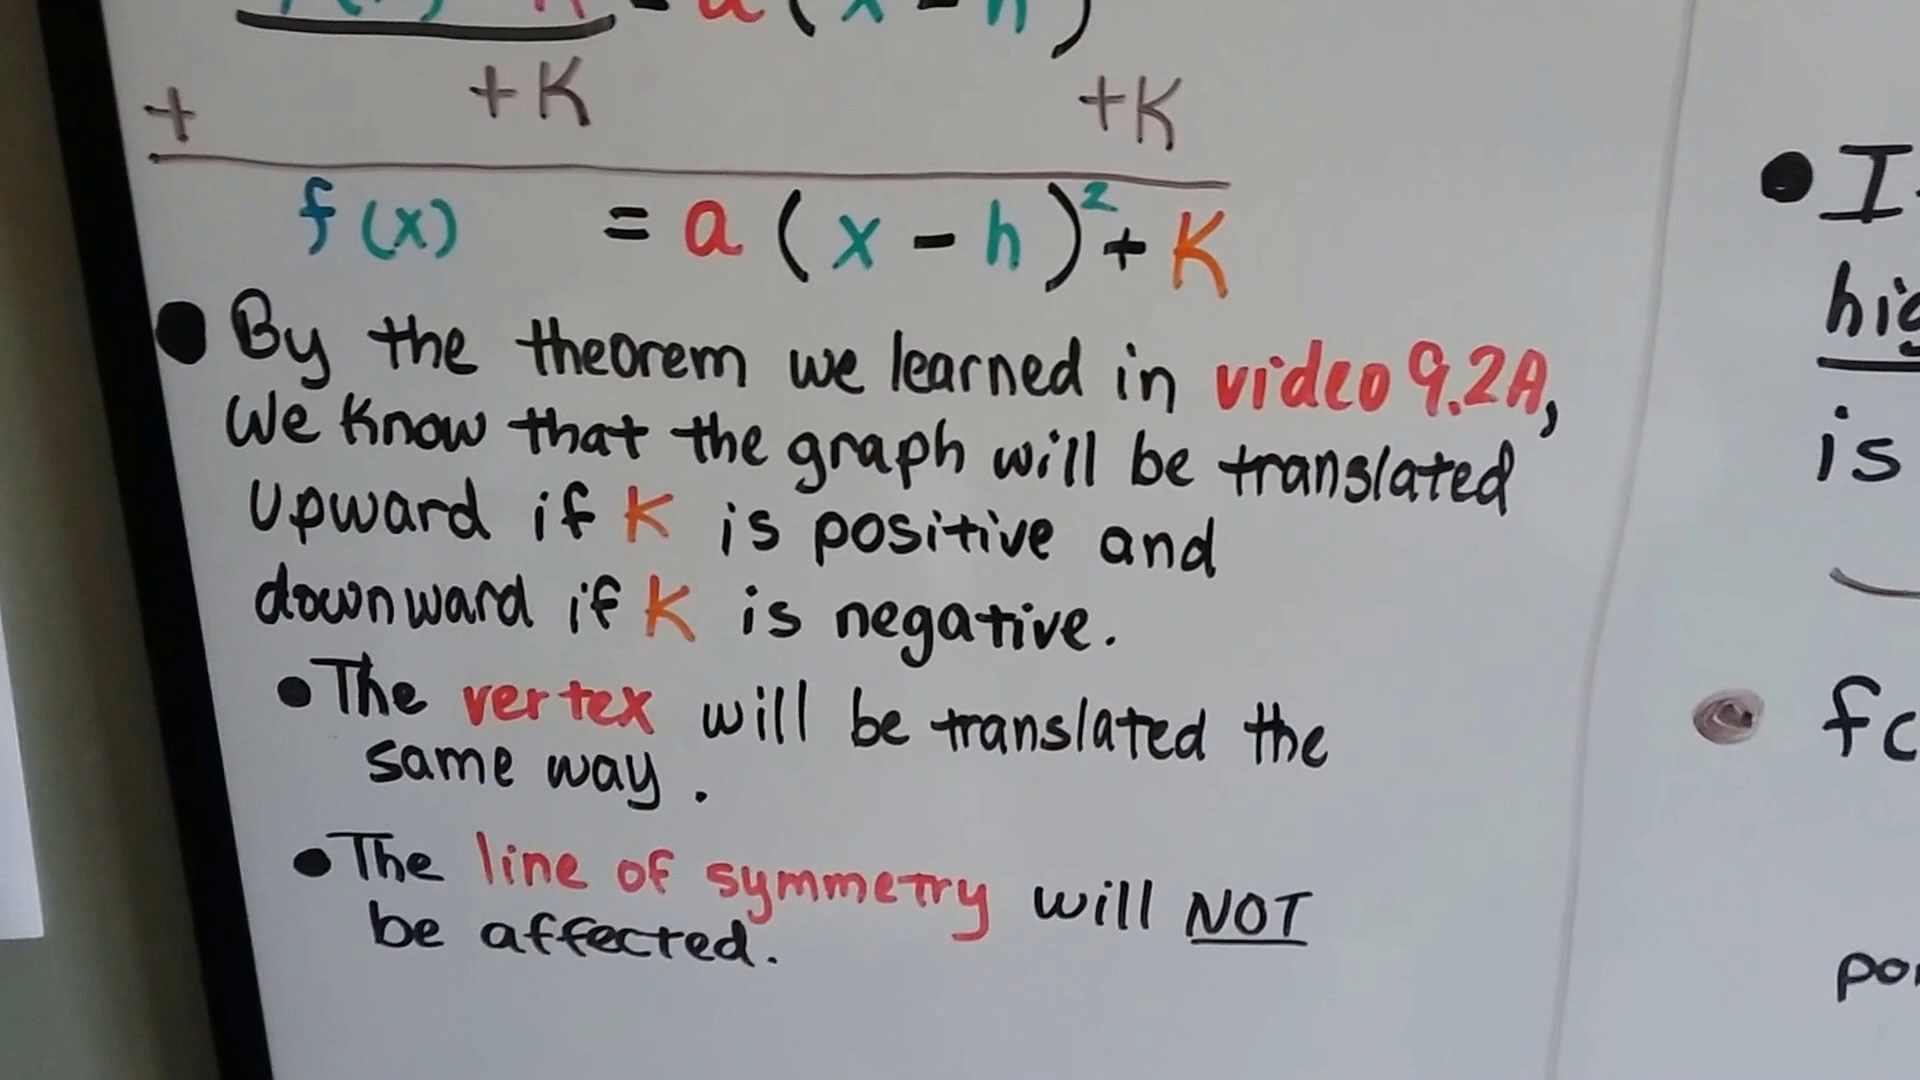 = a (x - h)
+ +K +K
f(x) = a (x - h)² + K
• By the theorem we learned in video 9.2A,
We Know that the graph will be translated
upward if K is positive and
downward if K is negative.
• The vertex will be translated the
same way.
• The line of symmetry will NOT
be affected.
• I
is